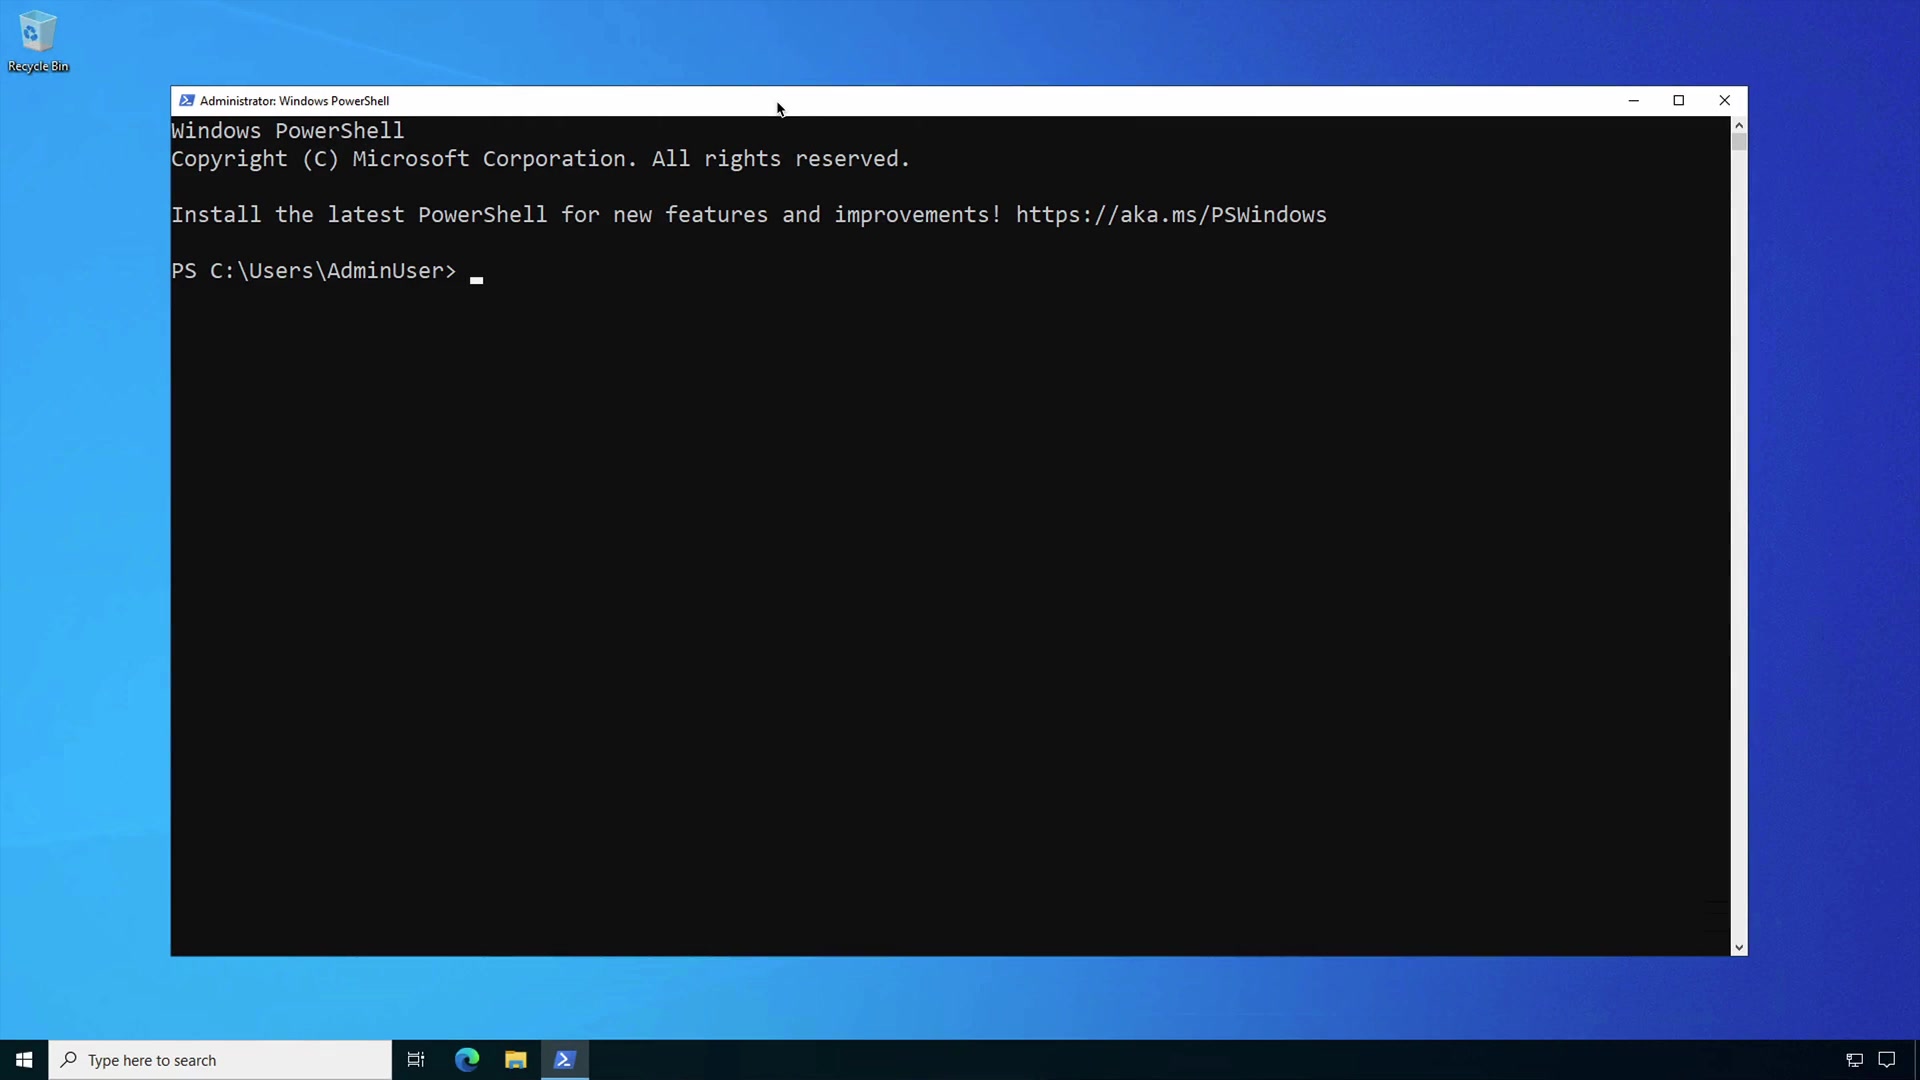 Recycle Bin
Administrator: Windows PowerShell
Windows PowerShell
Copyright (C) Microsoft Corporation. All rights reserved.
Install the latest PowerShell for new features and improvements! https://aka.ms/PSWindows
PS C:\Users\AdminUser>
Type here to search